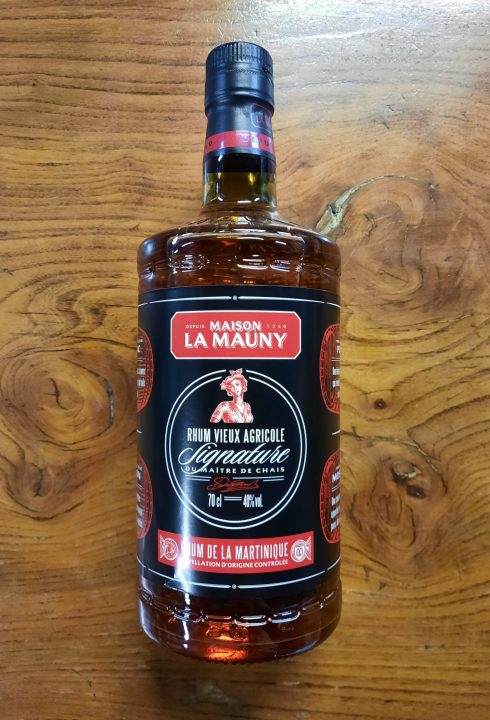 DEPUIS 1749
MAISON
LA MAUNY
RHUM VIEUX AGRICOLE
Signature
DU MAÎTRE DE CHAIS
70 cl 40% vol.
RHUM DE LA MARTINIQUE
APPELLATION D'ORIGINE CONTRÔLÉE